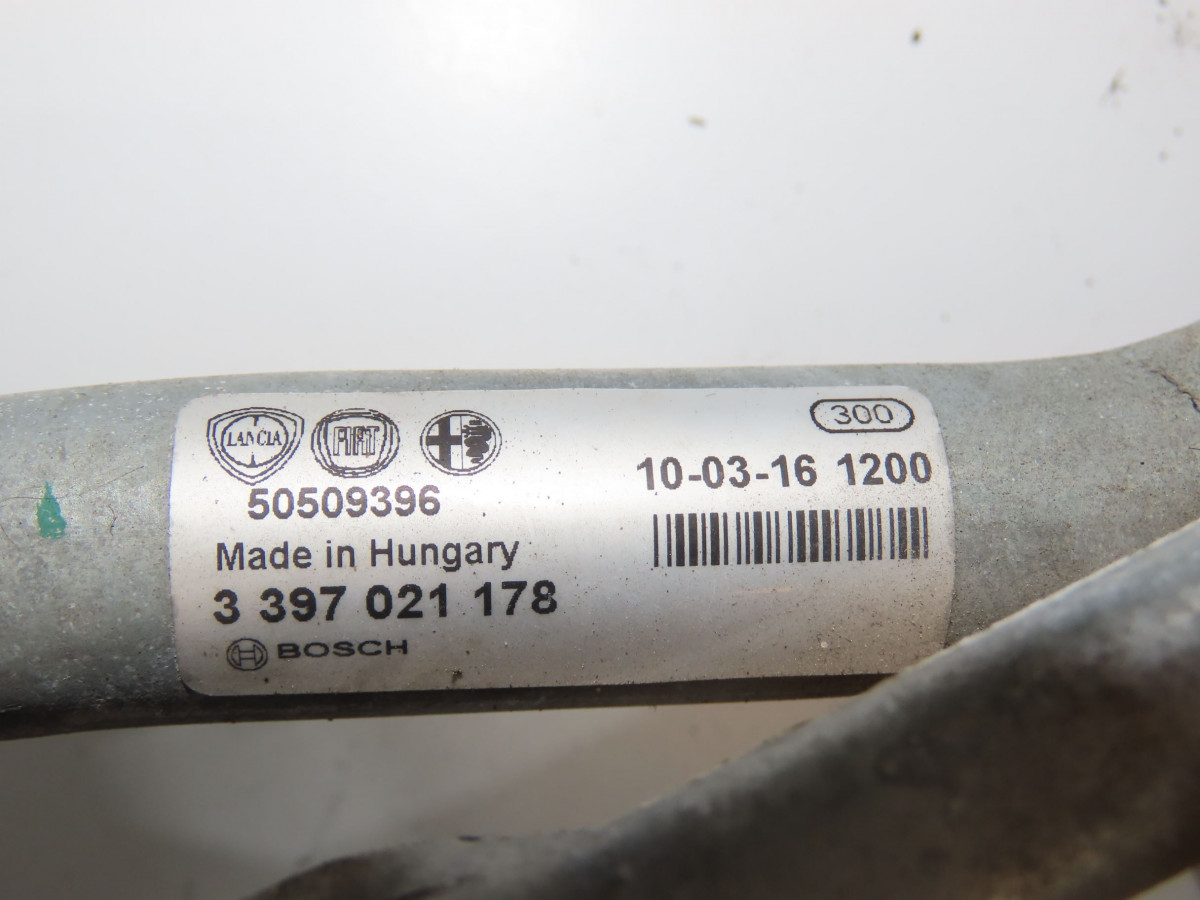 LANCIA FIAT
50509396
Made in Hungary
3 397 021 178
BOSCH
300
10-03-16 1200